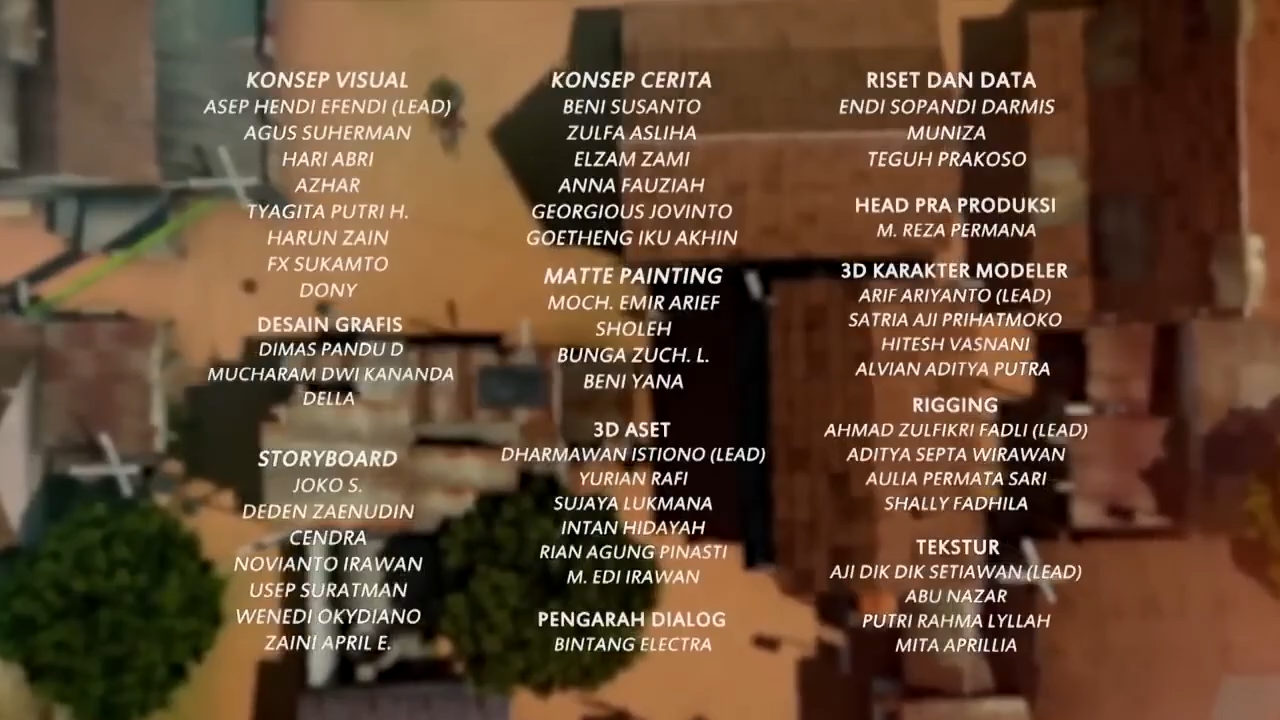 KONSEP VISUAL
ASEP HENDI EFENDI (LEAD)
AGUS SUHERMAN
HARI ABRI
AZHAR
TYAGITA PUTRI H.
HARUN ZAIN
FX SUKAMTO
DONY
DESAIN GRAFIS
DIMAS PANDU D
MUCHARAM DWI KANANDA
DELLA
STORYBOARD
JOKO S.
DEDEN ZAENUDIN
CENDRA
NOVIANTO IRAWAN
USEP SURATMAN
WENEDI OKYDIANO
ZAINI APRIL E.
KONSEP CERITA
BENI SUSANTO
ZULFA ASLIHA
ELZAM ZAMI
ANNA FAUZIAH
GEORGIOUS JOVINTO
GOETHENG IKU AKHIN
MATTE PAINTING
MOCH. EMIR ARIEF
SHOLEH
BUNGA ZUCH. L.
BENI YANA
3D ASET
DHARMAWAN ISTIONO (LEAD)
YURIAN RAFI
SUJAYA LUKMANA
INTAN HIDAYAH
RIAN AGUNG PINASTI
M. EDI IRAWAN
PENGARAH DIALOG
BINTANG ELECTRA
RISET DAN DATA
ENDI SOPANDI DARMIS
MUNIZA
TEGUH PRAKOSO
HEAD PRA PRODUKSI
M. REZA PERMANA
3D KARAKTER MODELER
ARIF ARIYANTO (LEAD)
SATRIA AJI PRIHATMOKO
HITESH VASNANI
ALVIAN ADITYA PUTRA
RIGGING
AHMAD ZULFIKRI FADLI (LEAD)
ADITYA SEPTA WIRAWAN
AULIA PERMATA SARI
SHALLY FADHILA
TEKSTUR
AJI DIK DIK SETIAWAN (LEAD)
ABU NAZAR
PUTRI RAHMA LYLLAH
MITA APRILLIA